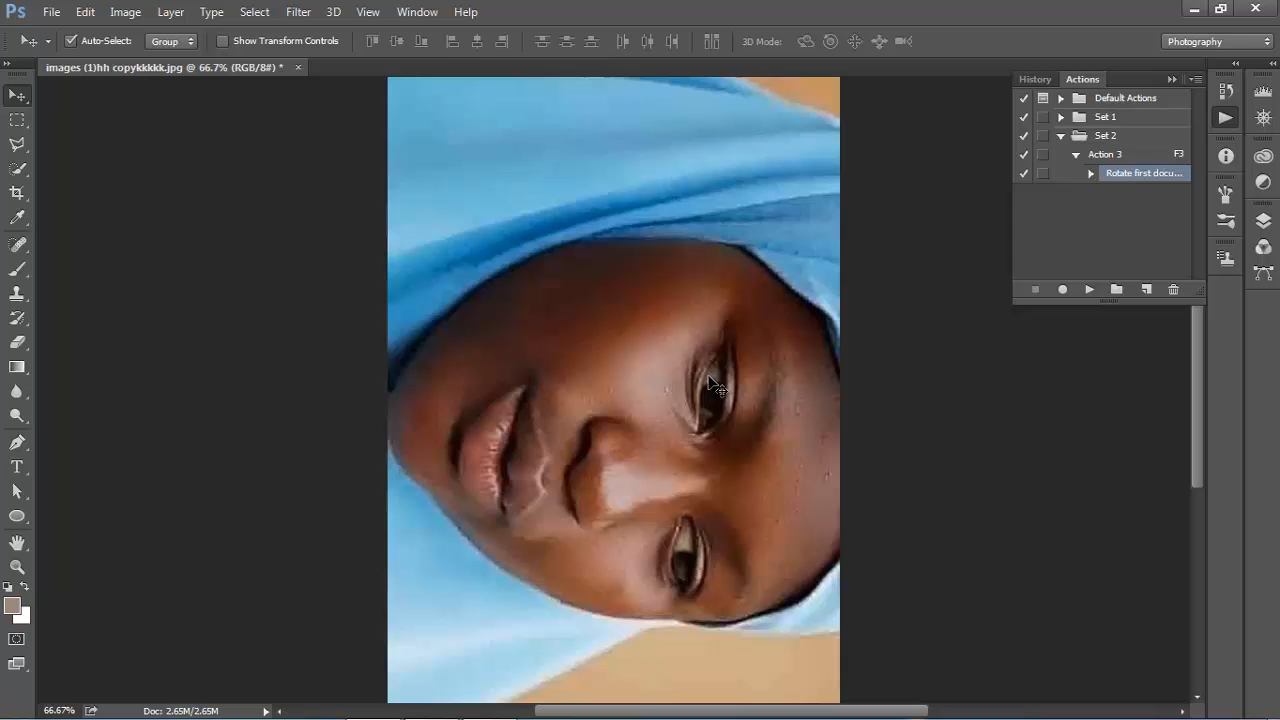 Ps File Edit Image Layer Type Select Filter 3D View Window Help
Auto-Select: Group Show Transform Controls 3D Mode: Photography
images (1)hh copykkkkk.jpg @ 66.7% (RGB/8#) *
History Actions
Default Actions
Set 1
Set 2
Action 3 F3
Rotate first docu...
66.67% Doc: 2.65M/2.65M